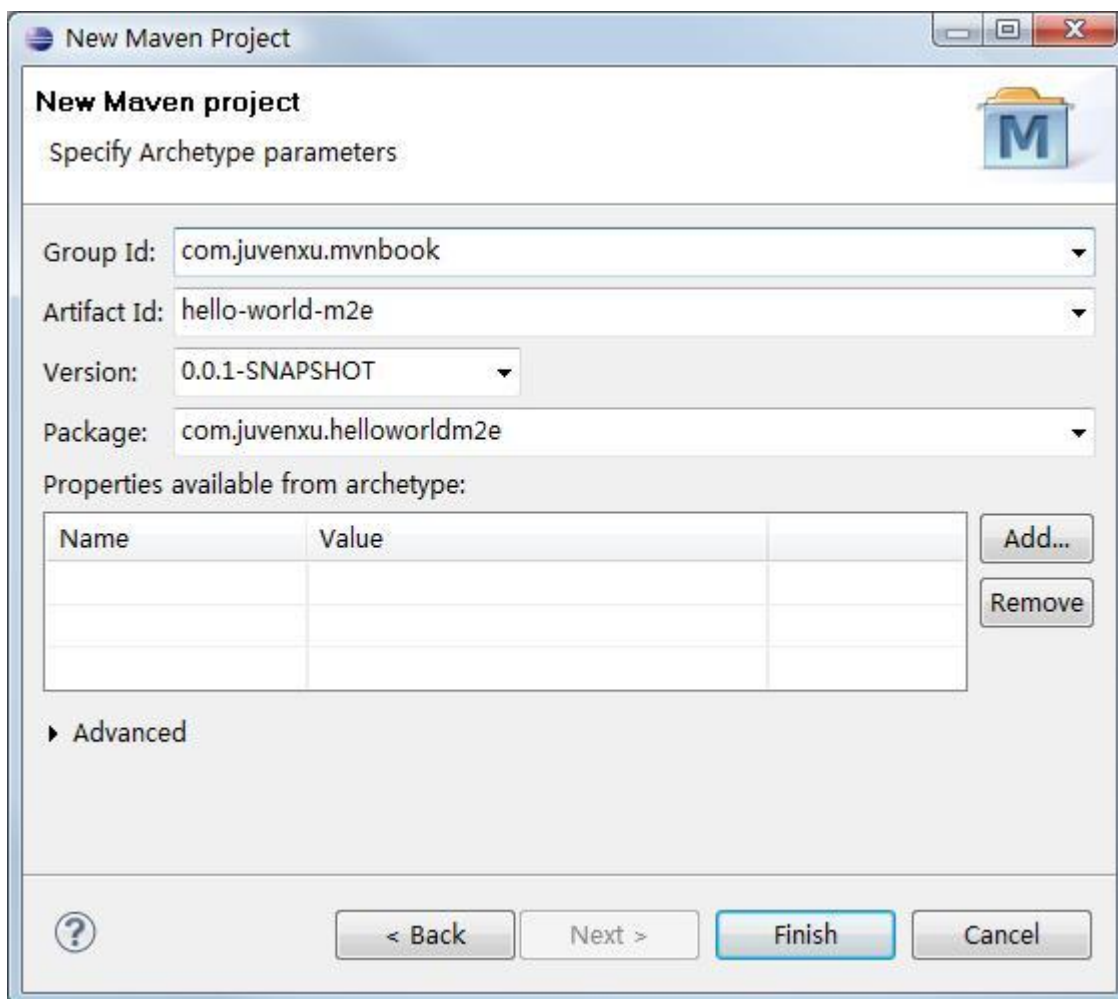 New Maven Project
New Maven project
Specify Archetype parameters
M
Group Id: com.juvenxu.mvnbook
Artifact Id: hello-world-m2e
Version: 0.0.1-SNAPSHOT
Package: com.juvenxu.helloworldm2e
Properties available from archetype:
Name Value
Add...
Remove
Advanced
? < Back Next > Finish Cancel